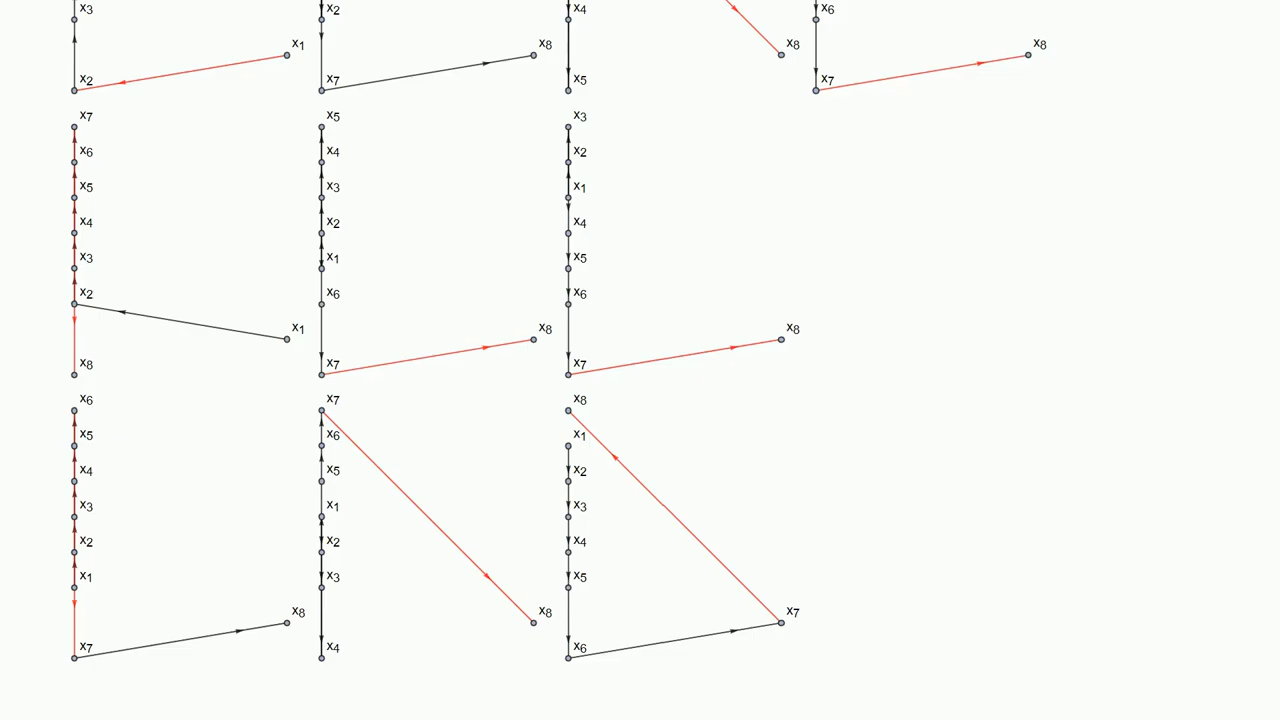 x3 x2 x4 x6
x1 x8 x8 x8
x2 x7 x5 x7
x7 x5 x3
x6 x4 x2
x5 x3 x1
x4 x2 x4
x3 x1 x5
x2 x6 x6
x1 x8 x8
x8 x7 x7
x6 x7 x8
x5 x6 x1
x4 x5 x2
x3 x1 x3
x2 x2 x4
x1 x3 x5
x8 x8 x7
x7 x4 x6